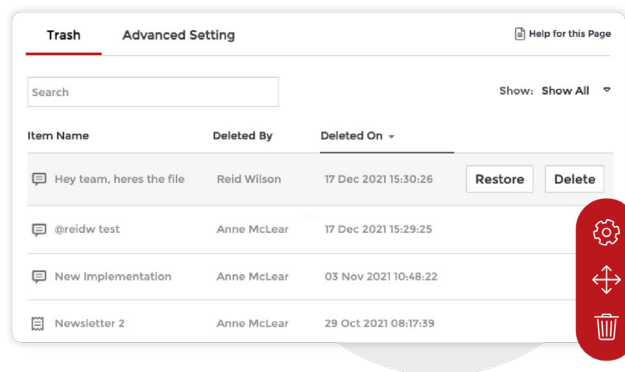 Trash Advanced Setting Help for this Page
Search Show: Show All
Item Name Deleted By Deleted On
Hey team, heres the file Reid Wilson 17 Dec 2021 15:30:26 Restore Delete
@reidw test Anne McLear 17 Dec 2021 15:29:25
New Implementation Anne McLear 03 Nov 2021 10:48:22
Newsletter 2 Anne McLear 29 Oct 2021 08:17:39